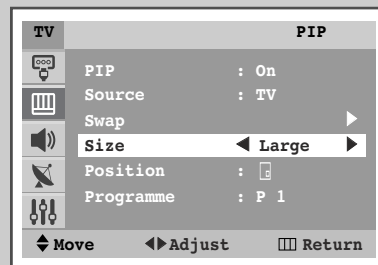 TV PIP
PIP : On
Source : TV
Swap
Size Large
Position :
Programme : P 1
Move Adjust Return